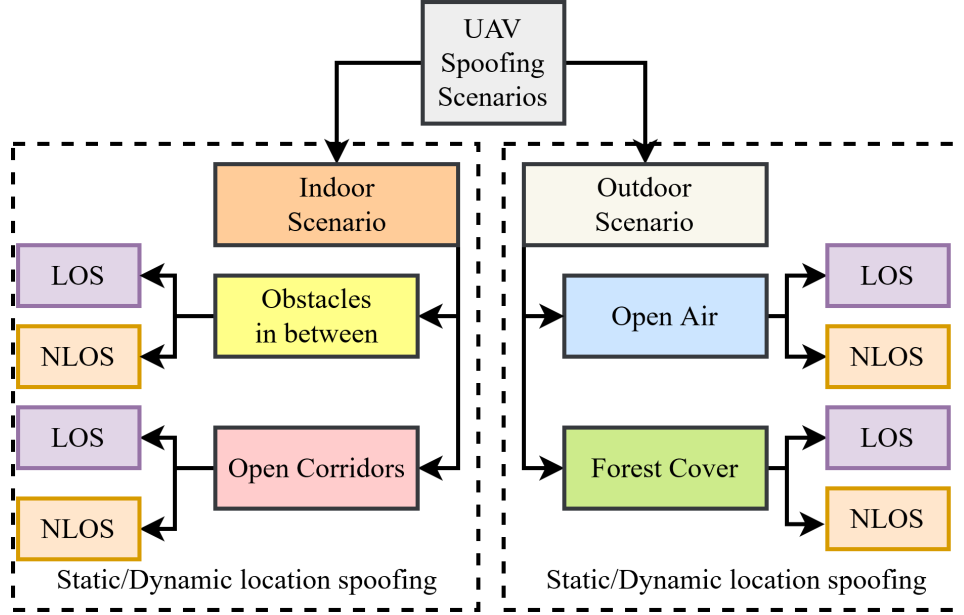 UAV
Spoofing
Scenarios
Indoor
Scenario
LOS
Obstacles
in between
NLOS
LOS
Open Corridors
NLOS
Static/Dynamic location spoofing
Outdoor
Scenario
Open Air
LOS
NLOS
Forest Cover
LOS
NLOS
Static/Dynamic location spoofing